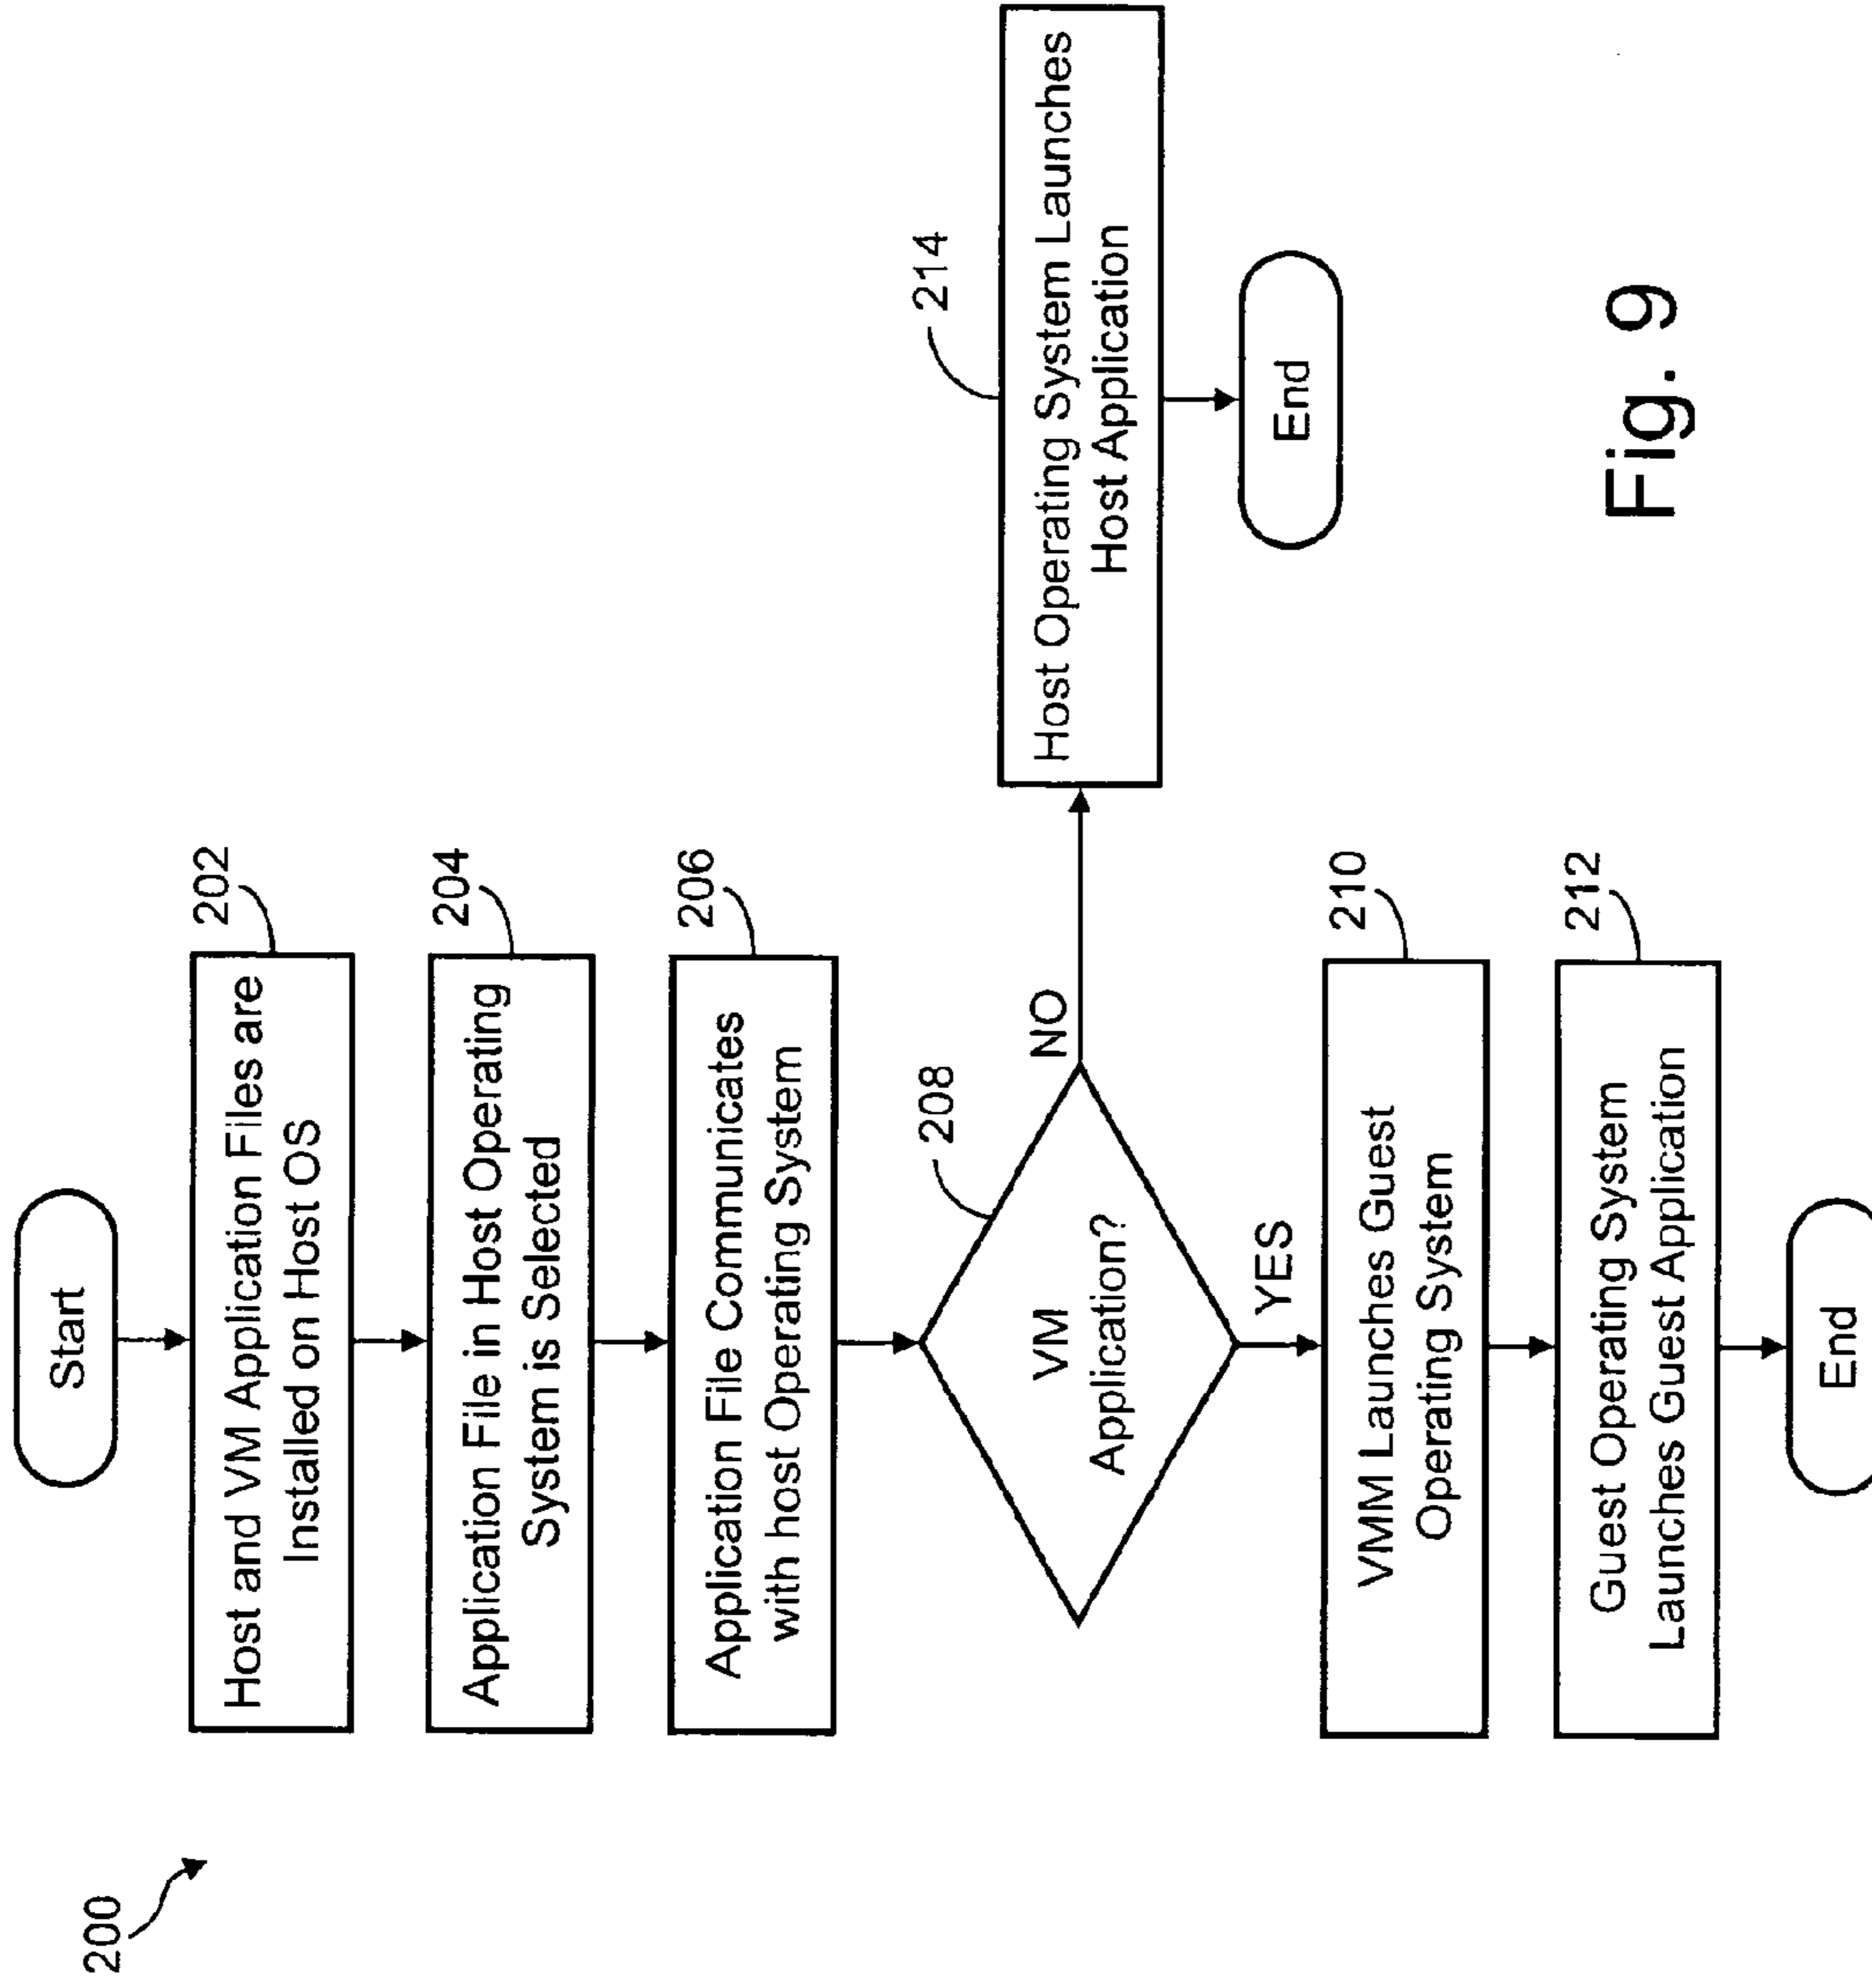 200
Start
202
Host and VM Application Files are
Installed on Host OS
204
Application File in Host Operating
System is Selected
206
Application File Communicates
with host Operating System
208
VM
Application?
NO
YES
214
Host Operating System Launches
Host Application
End
210
VMM Launches Guest
Operating System
212
Guest Operating System
Launches Guest Application
End
Fig. 9